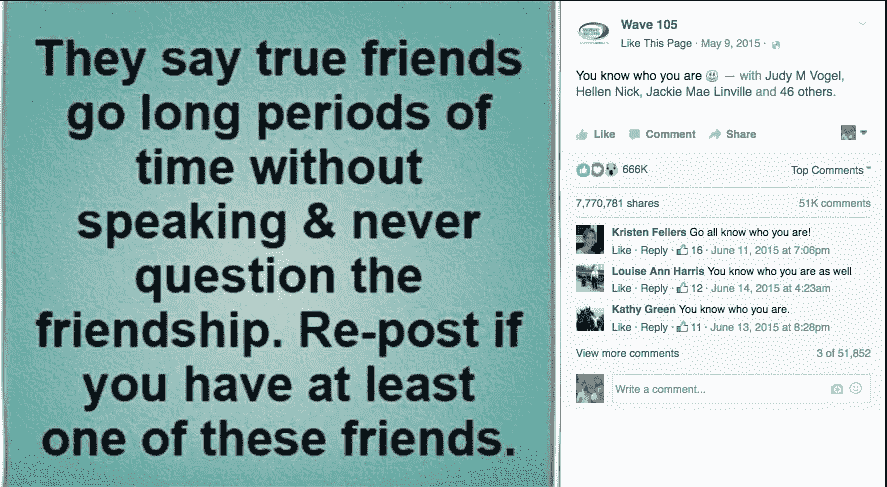 They say true friends
go long periods of
time without
speaking & never
question the
friendship. Re-post if
you have at least
one of these friends.
Wave 105
Like This Page · May 9, 2015 ·
You know who you are 😃 — with Judy M Vogel,
Hellen Nick, Jackie Mae Linville and 46 others.
Like Comment Share
666K Top Comments
7,770,781 shares 51K comments
Kristen Fellers Go all know who you are!
Like · Reply · 16 · June 11, 2015 at 7:06pm
Louise Ann Harris You know who you are as well
Like · Reply · 12 · June 14, 2015 at 4:23am
Kathy Green You know who you are.
Like · Reply · 11 · June 13, 2015 at 8:28pm
View more comments 3 of 51,852
Write a comment...